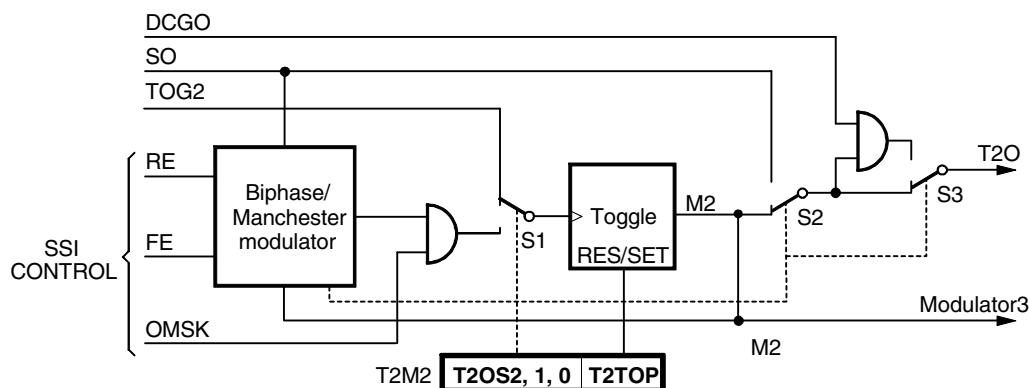 DCGO
SO
TOG2
RE
FE
SSI
CONTROL
OMSK
Biphase/
Manchester
modulator
S1
Toggle
RES/SET
M2
S2
S3
T2O
Modulator3
M2
T2M2 T2OS2, 1, 0 T2TOP